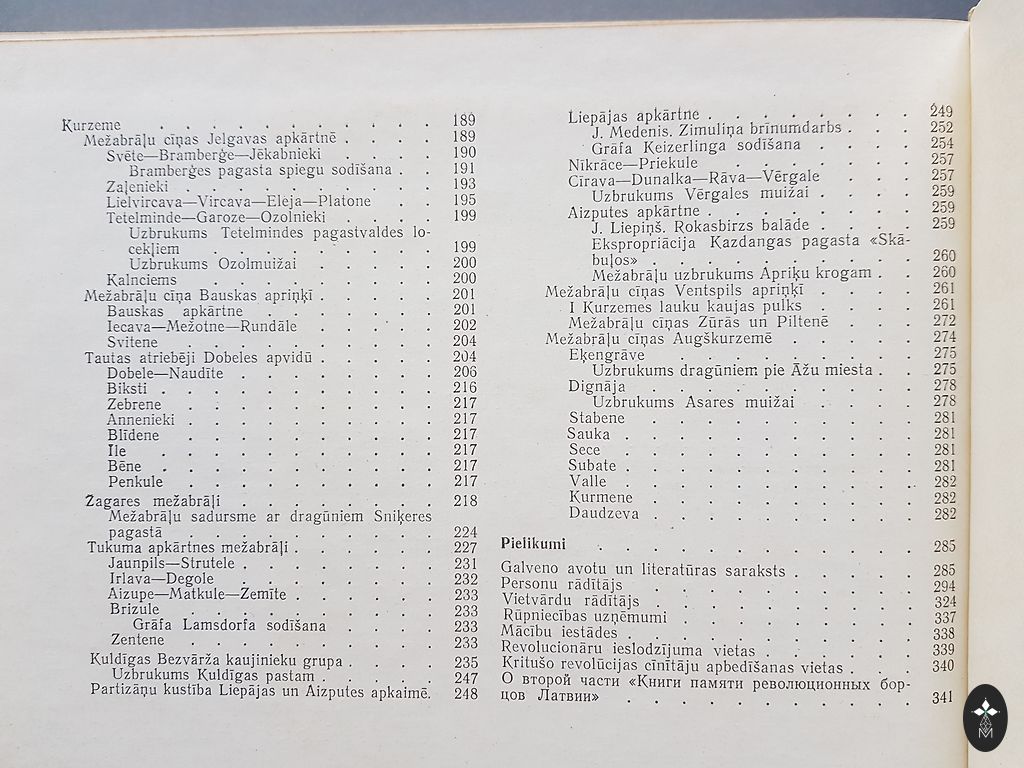 Kurzeme . . . . . . . . . . 189
Mežabrāļu cīņas Jelgavas apkārtnē . . . . 189
Svēte—Bramberģe—Jēkabnieki . . . . 190
Bramberģes pagasta spiegu sodīšana . . 191
Zaļenieki . . . . . . . . 193
Lielvircava—Vircava—Eleja—Platone . . 195
Tetelminde—Garoze—Ozolnieki . . . . 199
Uzbrukums Tetelmindes pagastvaldes lo-
cekļiem . . . . . . . 199
Uzbrukums Ozolmuižai . . . . 200
Kalnciems . . . . . . . . 200
Mežabrāļu cīņa Bauskas apriņķī . . . . 201
Bauskas apkārtne . . . . . . 201
Iecava—Mežotne—Rundāle . . . . 202
Svitene . . . . . . . . 204
Tautas atriebēji Dobeles apvidū . . . . 204
Dobele—Naudīte . . . . . . 206
Biksti . . . . . . . . 216
Zebrene . . . . . . . . 217
Annenieki . . . . . . . . 217
Blīdene . . . . . . . . 217
Īle . . . . . . . . 217
Bēne . . . . . . . . 217
Penkule . . . . . . . . 217
Žagares mežabrāļi . . . . . . 218
Mežabrāļu sadursme ar dragūniem Sniķeres
pagastā . . . . . . . . 224
Tukuma apkārtnes mežabrāļi . . . . . 227
Jaunpils—Strutele . . . . . . 231
Irlava—Degole . . . . . . 232
Aizupe—Matkule—Zemīte . . . . 233
Brizule . . . . . . . . 233
Grāfa Lamsdorfa sodīšana . . . . 233
Zentene . . . . . . . . 233
Kuldīgas Bezvārža kaujinieku grupa . . . . 235
Uzbrukums Kuldīgas pastam . . . . 247
Partizāņu kustība Liepājas un Aizputes apkaimē. 248
Liepājas apkārtne . . . . . . 249
J. Medenis. Zimuliņa brīnumdarbs . . . 252
Grāfa Keizerlinga sodīšana . . . . 254
Nīkrāce—Priekule . . . . . . 257
Cīrava—Dunalka—Rāva—Vērgale . . . 257
Uzbrukums Vērgales muižai . . . . 259
Aizputes apkārtne . . . . . . 259
J. Liepiņš. Rokasbirzs balāde . . . . 259
Ekspropriācija Kazdangas pagasta «Skā-
buļos» . . . . . . . 260
Mežabrāļu uzbrukums Apriķu krogam . . 260
Mežabrāļu cīņas Ventspils apriņķī . . . . 261
I Kurzemes lauku kaujas pulks . . . . 261
Mežabrāļu cīņas Zūrās un Piltenē . . . 272
Mežabrāļu cīņas Augškurzemē . . . . 274
Eķengrāve . . . . . . . . 275
Uzbrukums dragūniem pie Āžu miesta . . 275
Dignāja . . . . . . . . 278
Uzbrukums Asares muižai . . . . 278
Stabene . . . . . . . . 281
Sauka . . . . . . . . 281
Sece . . . . . . . . 281
Subate . . . . . . . . 281
Valle . . . . . . . . 282
Kurmene . . . . . . . . 282
Daudzeva . . . . . . . . 282
Pielikumi . . . . . . . . 285
Galveno avotu un literatūras saraksts . . . . 285
Personu rādītājs . . . . . . . . 294
Vietvārdu rādītājs . . . . . . . . 324
Rūpniecības uzņēmumi . . . . . . . 337
Mācību iestādes . . . . . . . . 338
Revolucionāru ieslodzījuma vietas . . . . . 339
Kritušo revolūcijas cīnītāju apbedīšanas vietas . . 340
О второй части «Книги памяти революционных бор-
цов Латвии» . . . . . . . . 341
M